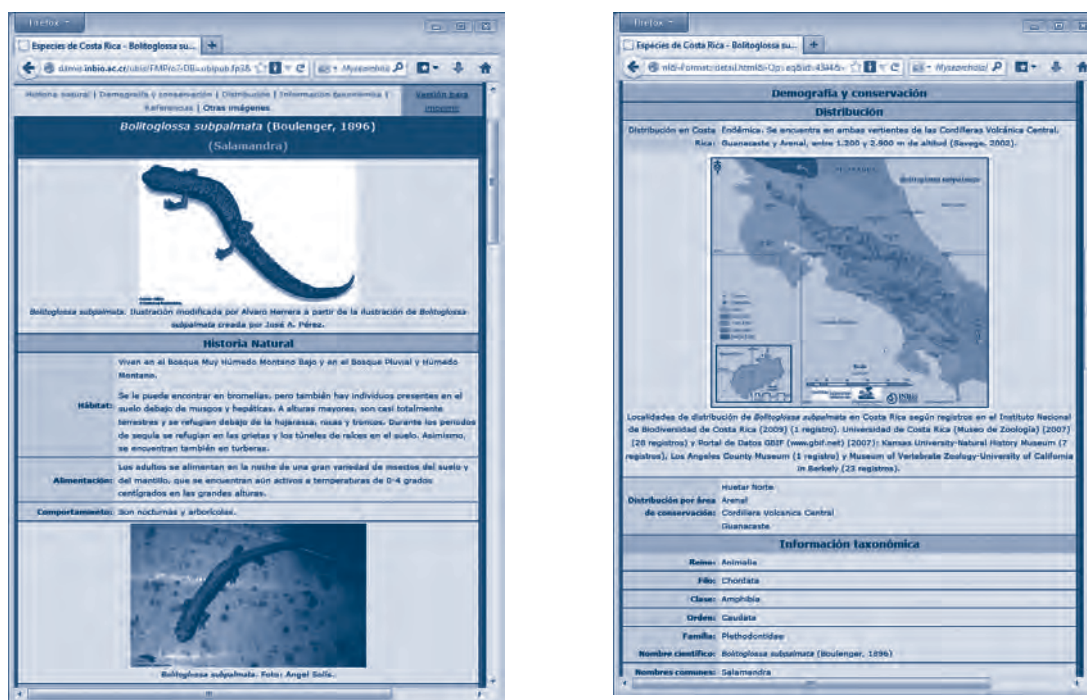 Firefox
Especies de Costa Rica - Bolitoglossa su...
Historia natural | Demografía y conservación | Distribución | Información taxonómica |
Referencias | Otras imágenes
Versión para
imprimir
Bolitoglossa subpalmata (Boulenger, 1896)
(Salamandra)
Bolitoglossa subpalmata. Ilustración modificada por Alvaro Herrera a partir de la ilustración de Bolitoglossa
subpalmata creada por José A. Pérez.
Historia Natural
Viven en el Bosque Muy Húmedo Montano Bajo y en el Bosque Pluvial y Húmedo
Montano.
Hábitat:
Se le puede encontrar en bromelias, pero también hay individuos presentes en el
suelo debajo de musgos y hepáticas. A alturas mayores, son casi totalmente
terrestres y se refugian debajo de la hojarasca, rocas y troncos. Durante los periodos
de sequía se refugian en las grietas y los túneles de raíces en el suelo. Asimismo,
se encuentran también en turberas.
Alimentación:
Los adultos se alimentan en la noche de una gran variedad de insectos del suelo y
del mantillo, que se encuentran aún activos a temperaturas de 0-4 grados
centígrados en las grandes alturas.
Comportamiento: Son nocturnas y arborícolas.
Bolitoglossa subpalmata. Foto: Angel Solís.
Firefox
Especies de Costa Rica - Bolitoglossa su...
Demografía y conservación
Distribución
Distribución en Costa Rica:
Endémica. Se encuentra en ambas vertientes de las Cordilleras Volcánica Central,
Guanacaste y Arenal, entre 1.200 y 2.900 m de altitud (Savage, 2002).
Bolitoglossa subpalmata
INBio
Localidades de distribución de Bolitoglossa subpalmata en Costa Rica según registros en el Instituto Nacional
de Biodiversidad de Costa Rica (2009) (1 registro). Universidad de Costa Rica (Museo de Zoología) (2007)
(28 registros) y Portal de Datos GBIF (www.gbif.net) (2007): Kansas University-Natural History Museum (7
registros), Los Angeles County Museum (1 registro) y Museum of Vertebrate Zoology-University of California
in Berkely (23 registros).
Distribución por área
de conservación:
Huetar Norte
Arenal
Cordillera Volcanica Central
Guanacaste
Información taxonómica
Reino: Animalia
Filo: Chordata
Clase: Amphibia
Orden: Caudata
Familia: Plethodontidae
Nombre científico: Bolitoglossa subpalmata (Boulenger, 1896)
Nombres comunes: Salamandra